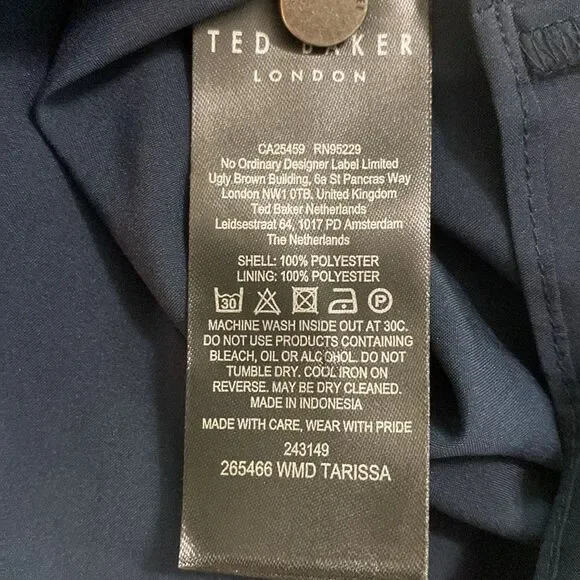 TED BAKER
LONDON
CA25459 RN95229
No Ordinary Designer Label Limited
Ugly Brown Building, 6a St Pancras Way
London NW1 0TB, United Kingdom
Ted Baker Netherlands
Leidsestraat 64, 1017 PD Amsterdam
The Netherlands
SHELL: 100% POLYESTER
LINING: 100% POLYESTER
30 P
MACHINE WASH INSIDE OUT AT 30C.
DO NOT USE PRODUCTS CONTAINING
BLEACH, OIL OR ALCOHOL. DO NOT
TUMBLE DRY. COOL IRON ON
REVERSE. MAY BE DRY CLEANED.
MADE IN INDONESIA
MADE WITH CARE, WEAR WITH PRIDE
243149
265466 WMD TARISSA